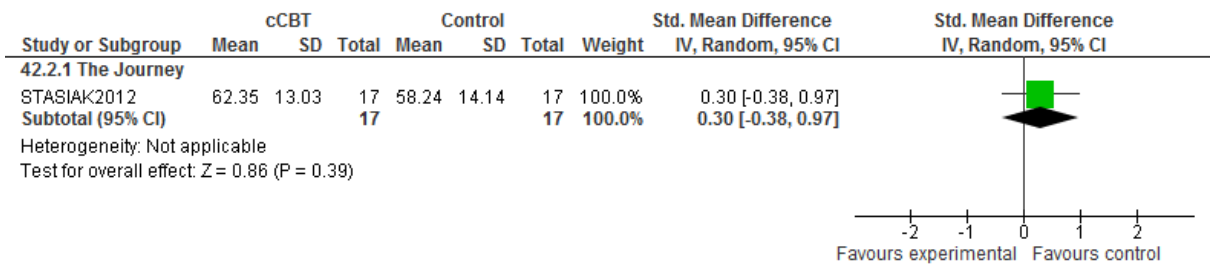 cCBT Control Std. Mean Difference Std. Mean Difference
Study or Subgroup Mean SD Total Mean SD Total Weight IV, Random, 95% CI IV, Random, 95% CI
42.2.1 The Journey
STASIAK2012 62.35 13.03 17 58.24 14.14 17 100.0% 0.30 [-0.38, 0.97]
Subtotal (95% CI) 17 17 100.0% 0.30 [-0.38, 0.97]
Heterogeneity: Not applicable
Test for overall effect: Z = 0.86 (P = 0.39)
-2 -1 0 1 2
Favours experimental Favours control